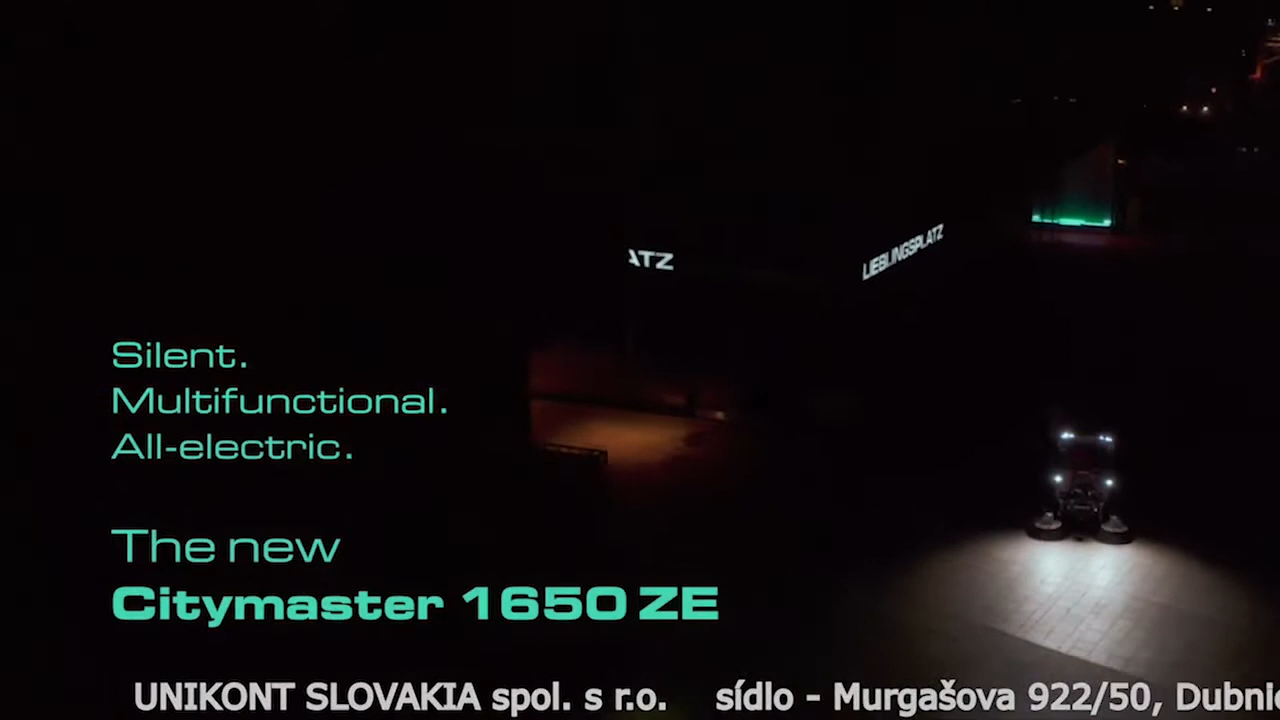 ATZ
LIEBLINGSPLATZ
Silent.
Multifunctional.
All-electric.
The new
Citymaster 1650 ZE
UNIKONT SLOVAKIA spol. s r.o. sídlo - Murgašova 922/50,